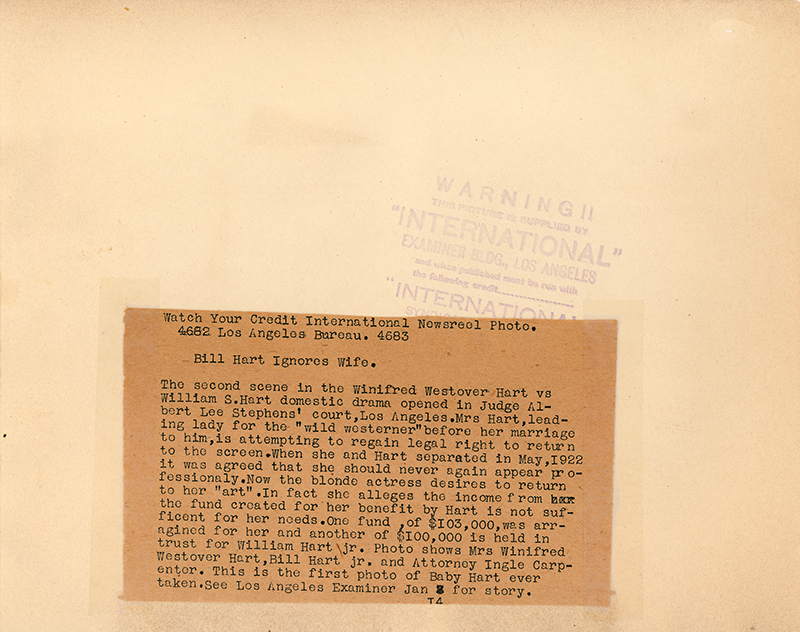 WARNING!!
THIS PICTURE IS SUPPLIED BY
"INTERNATIONAL"
EXAMINER BLDG., LOS ANGELES
and when published must be run with
the following credit
"INTERNATIONAL
Watch Your Credit International Newsreel Photo.
4682 Los Angeles Bureau. 4683
Bill Hart Ignores Wife.
The second scene in the Winifred Westover Hart vs
William S.Hart domestic drama opened in Judge Al-
bert Lee Stephens' court,Los Angeles.Mrs Hart,lead-
ing lady for the "wild westerner"before her marriage
to him,is attempting to regain legal right to return
to the screen.When she and Hart separated in May,1922
it was agreed that she should never again appear pro-
fessionaly.Now the blonde actress desires to return
to her "art".In fact she alleges the income from
the fund created for her benefit by Hart is not suf-
ficent for her needs.One fund ,of $103,000,was arr-
agined for her and another of $100,000 is held in
trust for William Hart jr. Photo shows Mrs Winifred
Westover Hart,Bill Hart jr. and Attorney Ingle Carp-
enter. This is the first photo of Baby Hart ever
taken.See Los Angeles Examiner Jan 8 for story.
T4